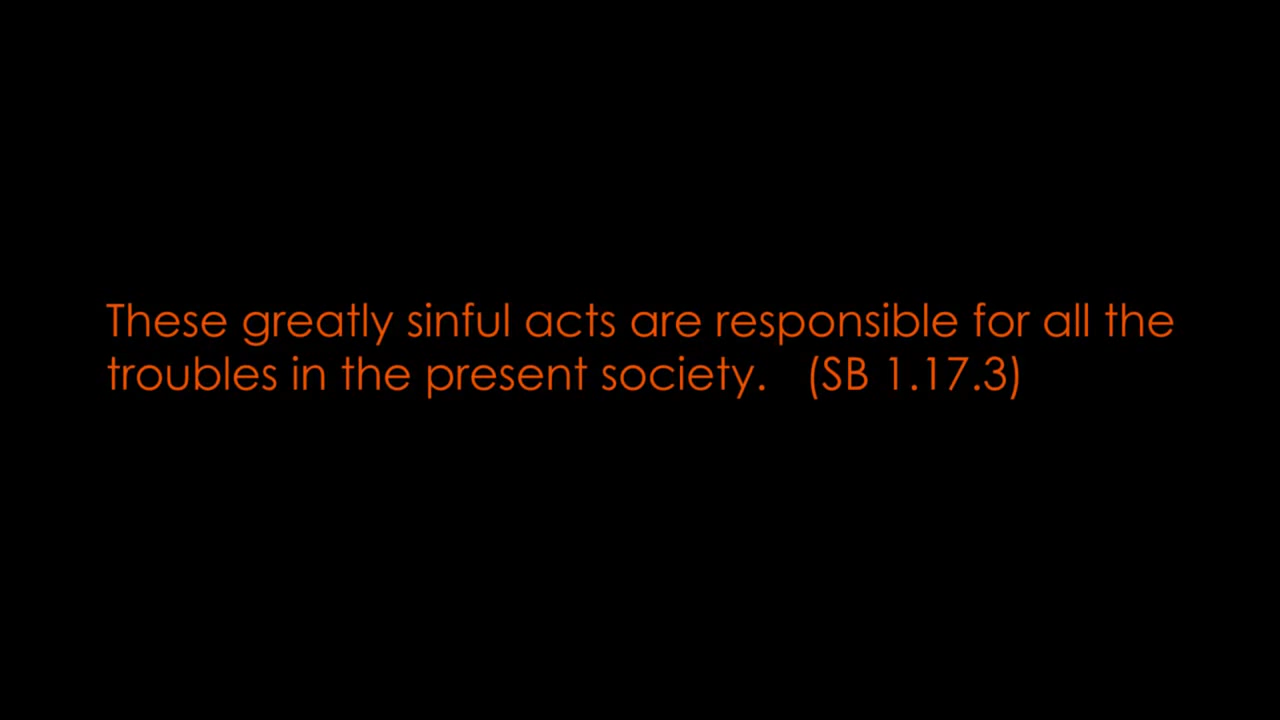 These greatly sinful acts are responsible for all the
troubles in the present society. (SB 1.17.3)